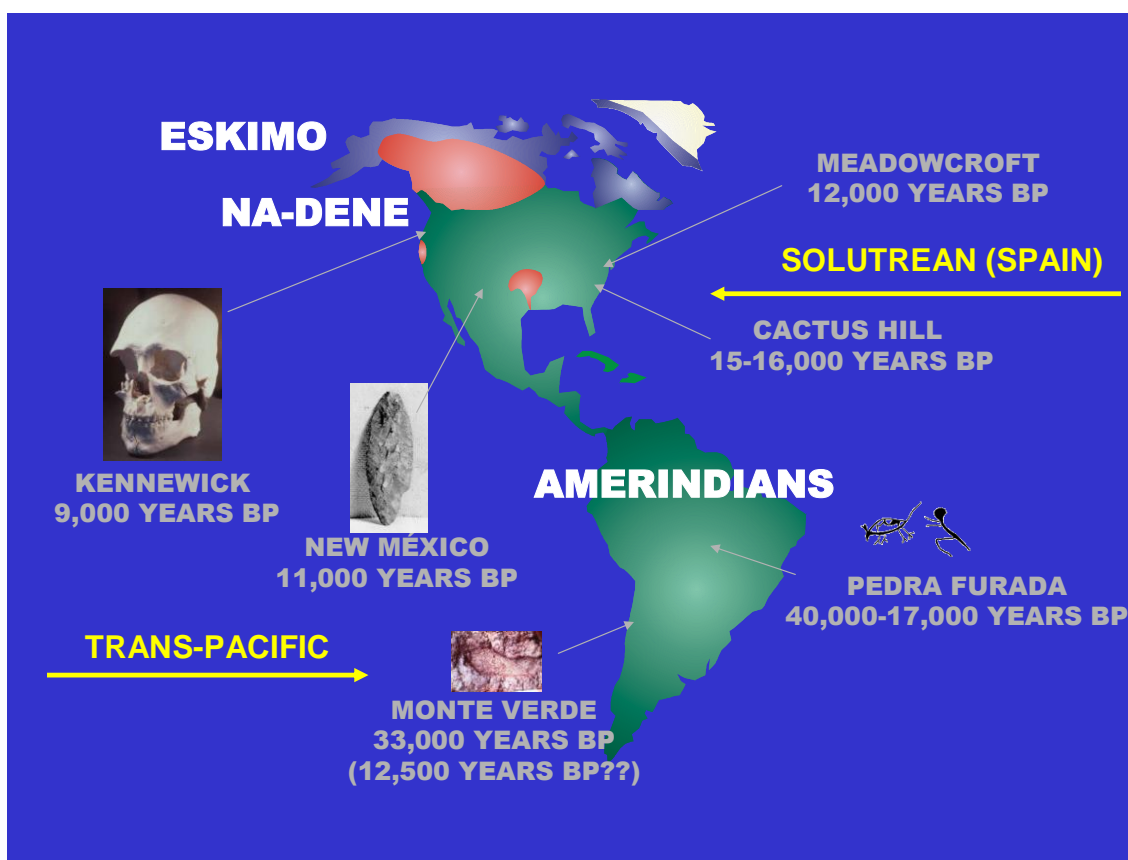 ESKIMO
NA-DENE
MEADOWCROFT
12,000 YEARS BP
SOLUTREAN (SPAIN)
CACTUS HILL
15-16,000 YEARS BP
KENNEWICK
9,000 YEARS BP
NEW MÉXICO
11,000 YEARS BP
AMERINDIANS
PEDRA FURADA
40,000-17,000 YEARS BP
TRANS-PACIFIC
MONTE VERDE
33,000 YEARS BP
(12,500 YEARS BP??)